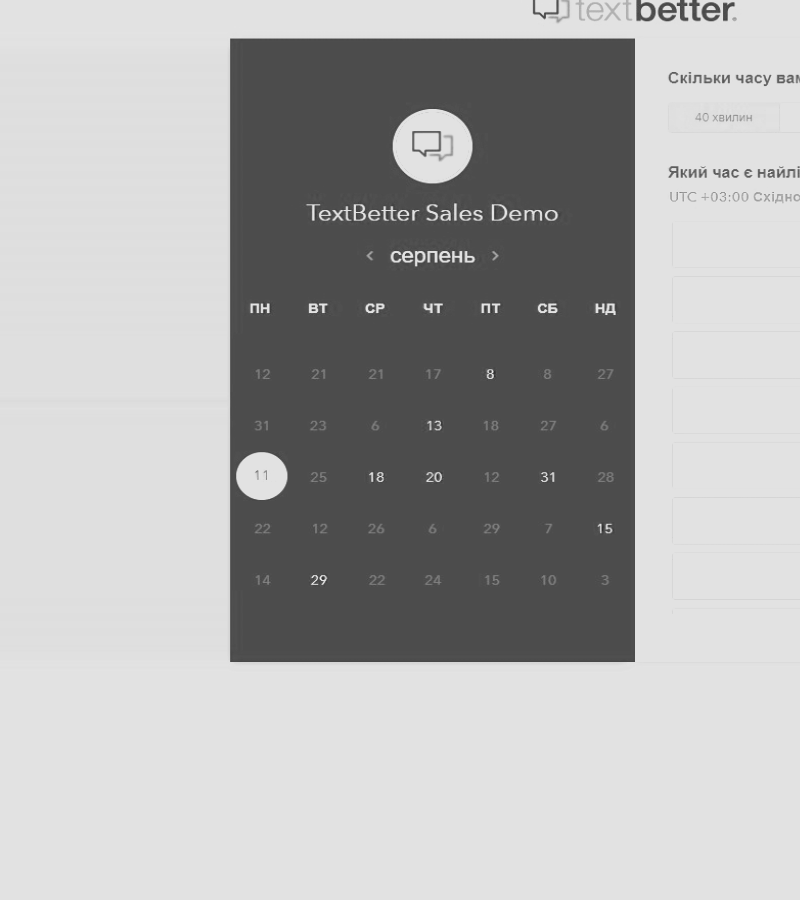 textbetter.
Скільки часу ва
40 хвилин
Який час є найлі
UTC +03:00 Східно
TextBetter Sales Demo
< серпень >
ПН ВТ СР ЧТ ПТ СБ НД
12 21 21 17 8 8 27
31 23 6 13 18 27 6
11 25 18 20 12 31 28
22 12 26 6 29 7 15
14 29 22 24 15 10 3